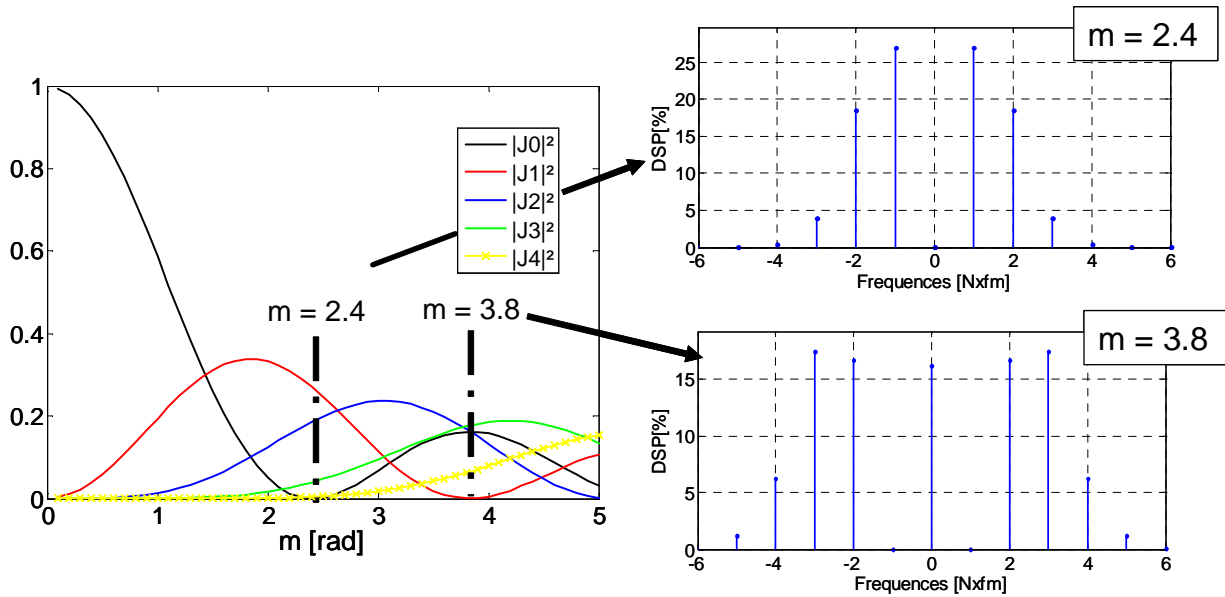 1
0.8
0.6
0.4
0.2
0
0 1 2 3 4 5
m [rad]
|J0|²
|J1|²
|J2|²
|J3|²
|J4|²
m = 2.4
m = 3.8
m = 2.4
25
20
15
10
5
0
DSP[%]
-6 -4 -2 0 2 4 6
Frequences [Nxfm]
m = 3.8
15
10
5
0
DSP[%]
-6 -4 -2 0 2 4 6
Frequences [Nxfm]